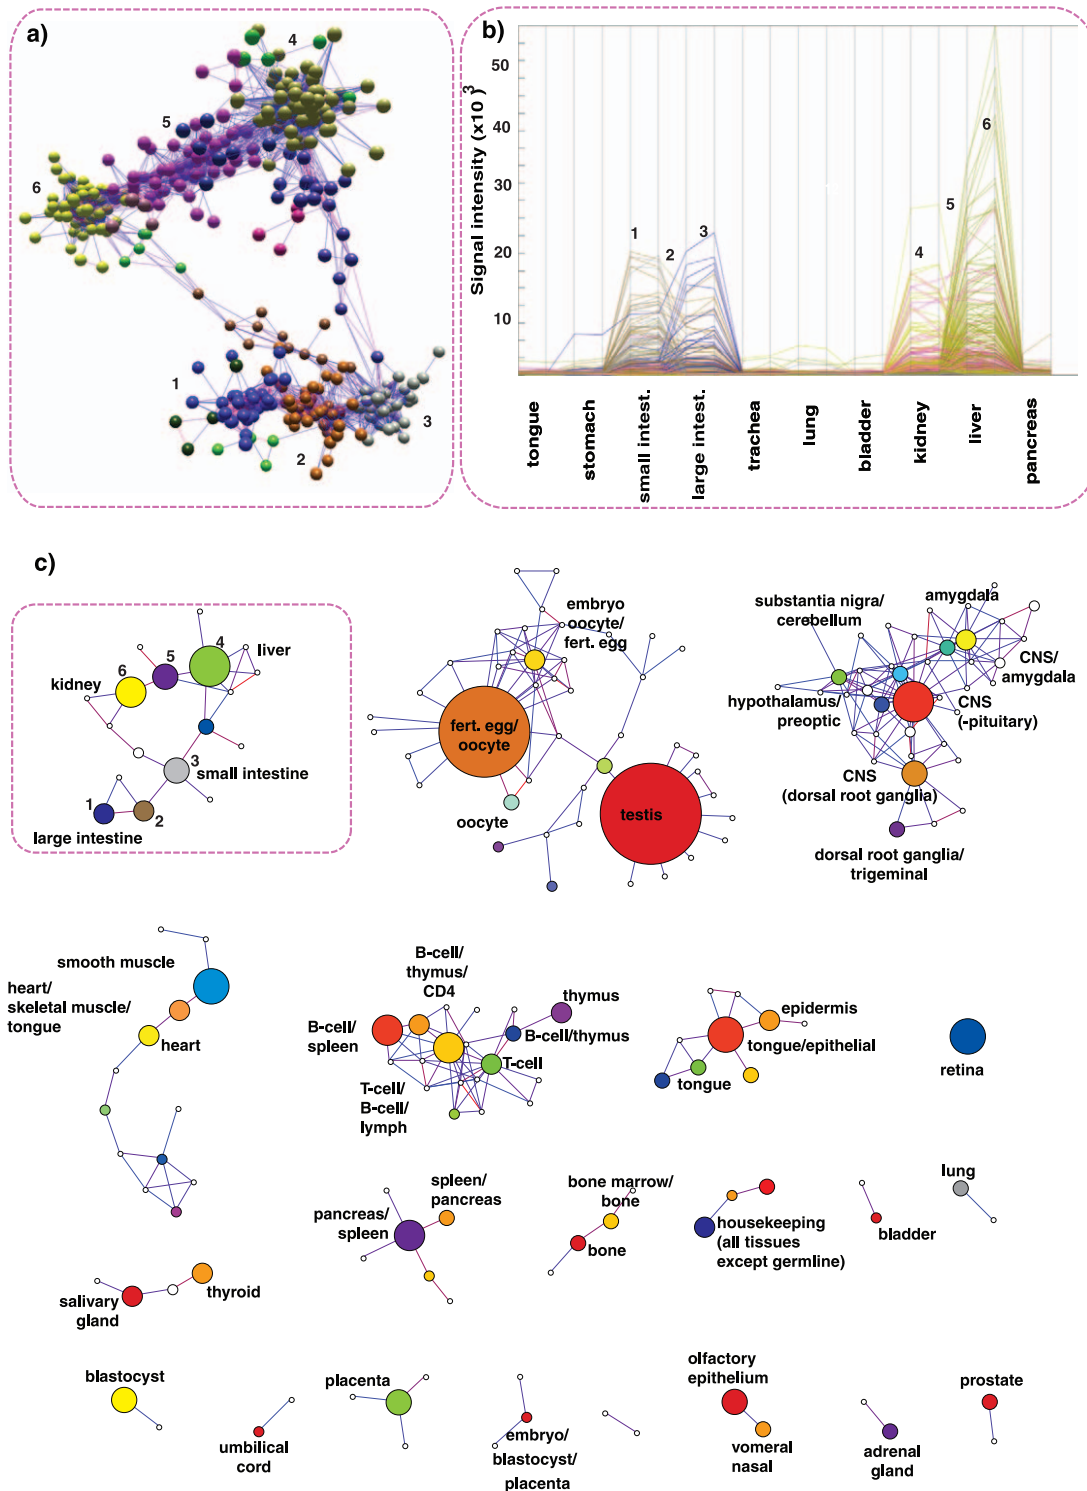 a)
4
5
6
1
2
3
b)
Signal intensity (x10 3)
50
40
30
20
10
1
2
3
4
5
6
tongue
stomach
small intest.
large intest.
trachea
lung
bladder
kidney
liver
pancreas
c)
4
liver
5
6
kidney
3
small intestine
1
2
large intestine
embryo
oocyte/
fert. egg
fert. egg/
oocyte
oocyte
testis
substantia nigra/
cerebellum
amygdala
CNS/
amygdala
hypothalamus/
preoptic
CNS
(-pituitary)
CNS
(dorsal root ganglia)
dorsal root ganglia/
trigeminal
smooth muscle
heart/
skeletal muscle/
tongue
heart
B-cell/
thymus/
CD4
thymus
B-cell/
spleen
B-cell/thymus
T-cell
T-cell/
B-cell/
lymph
epidermis
tongue/epithelial
tongue
retina
spleen/
pancreas
pancreas/
spleen
bone marrow/
bone
bone
housekeeping
(all tissues
except germline)
bladder
lung
salivary
gland
thyroid
blastocyst
umbilical
cord
placenta
embryo/
blastocyst/
placenta
olfactory
epithelium
vomeral
nasal
adrenal
gland
prostate